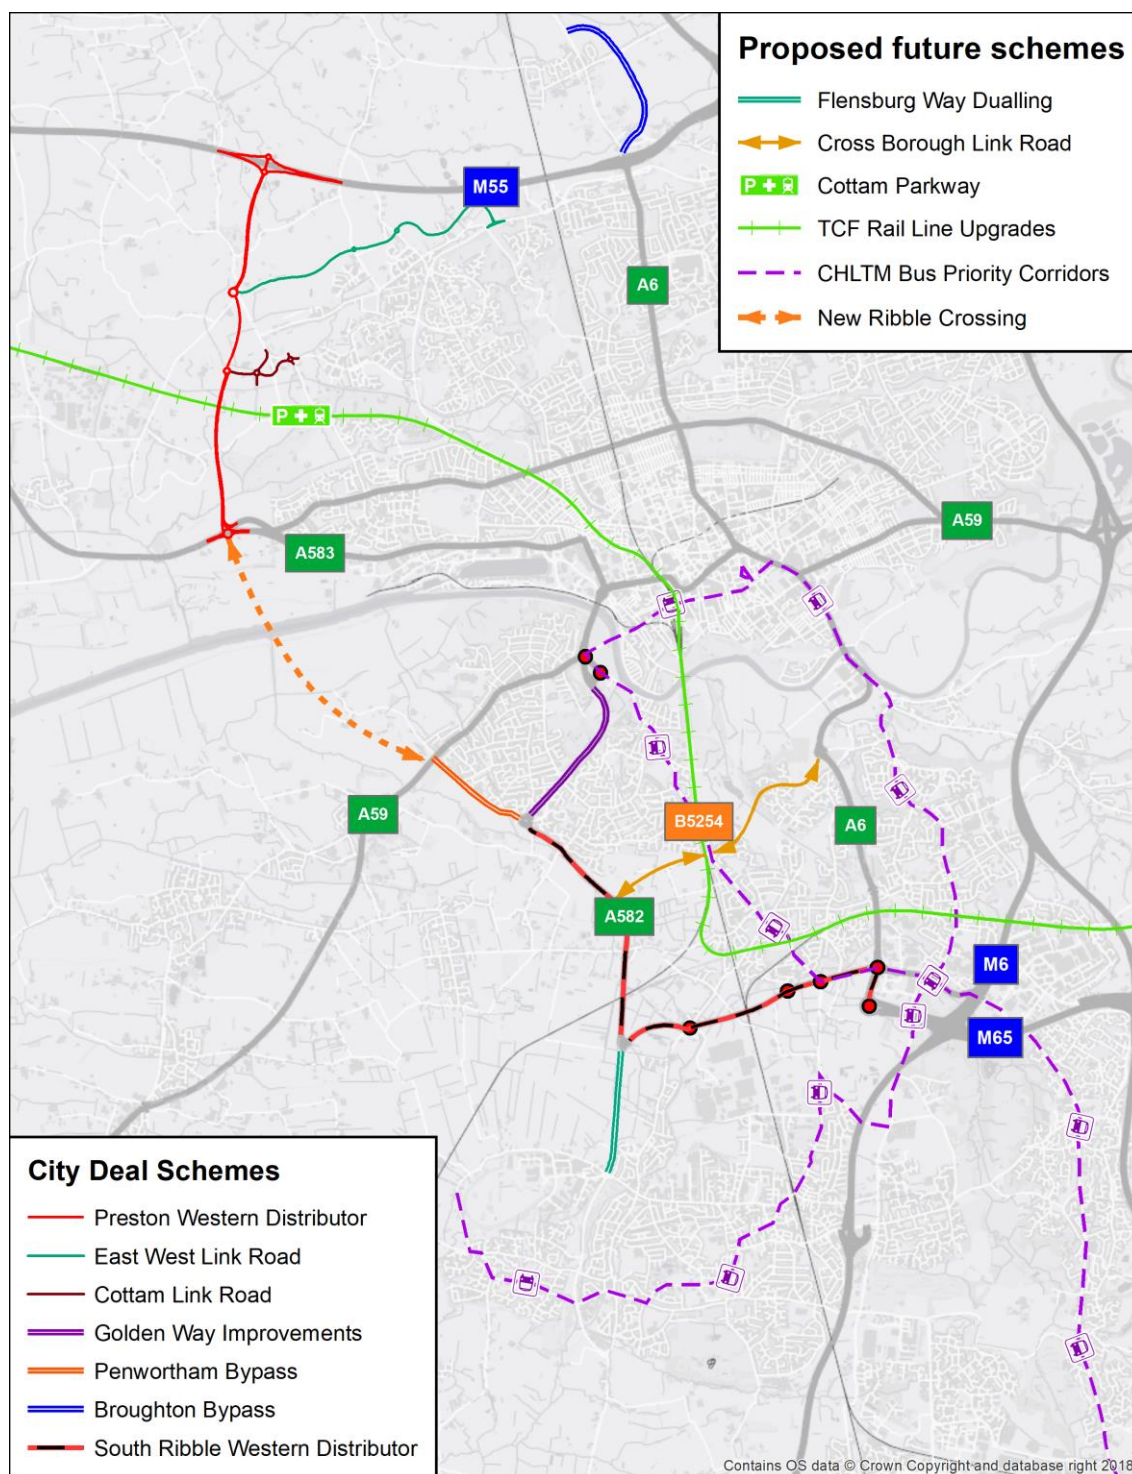 Proposed future schemes
Flensburg Way Dualling
Cross Borough Link Road
P +
Cottam Parkway
TCF Rail Line Upgrades
CHLTM Bus Priority Corridors
New Ribble Crossing
M55
A6
P +
A59
A583
A59
B5254
A6
A582
M6
M65
City Deal Schemes
Preston Western Distributor
East West Link Road
Cottam Link Road
Golden Way Improvements
Penwortham Bypass
Broughton Bypass
South Ribble Western Distributor
Contains OS data © Crown Copyright and database right 2018